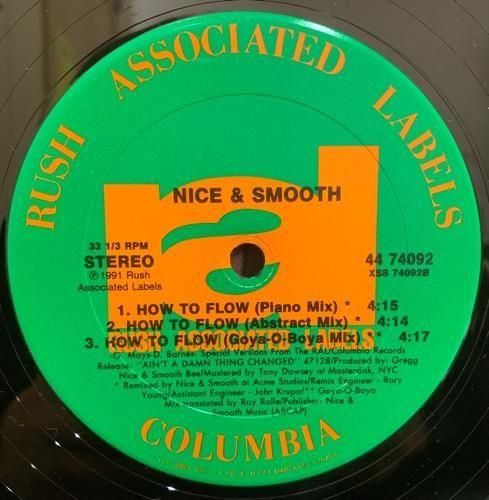 RUSH ASSOCIATED LABELS
NICE & SMOOTH
33 1/3 RPM
STEREO
℗ 1991 Rush
Associated Labels
44 74092
XSS 74092B
1. HOW TO FLOW (Piano Mix) * 4:15
2. HOW TO FLOW (Abstract Mix) * 4:14
3. HOW TO FLOW (Goya-O-Boya Mix) * 4:17
-G. Mays-D. Barnes- Special Versions From The RAL/Columbia Records
Release: "AIN'T A DAMN THING CHANGED" 47128/Produced by: Gregg
Nice & Smooth Bee/Mastered by Tony Dawsey at Masterdisk, NYC
* Remixed by Nice & Smooth at Acme Studios/Remix Engineer - Rory
Young/Assistant Engineer - John Krupa/** Goya-O-Boya
Mix translated by Ray Rolle/Publisher: Nice &
Smooth Music (ASCAP)
COLUMBIA